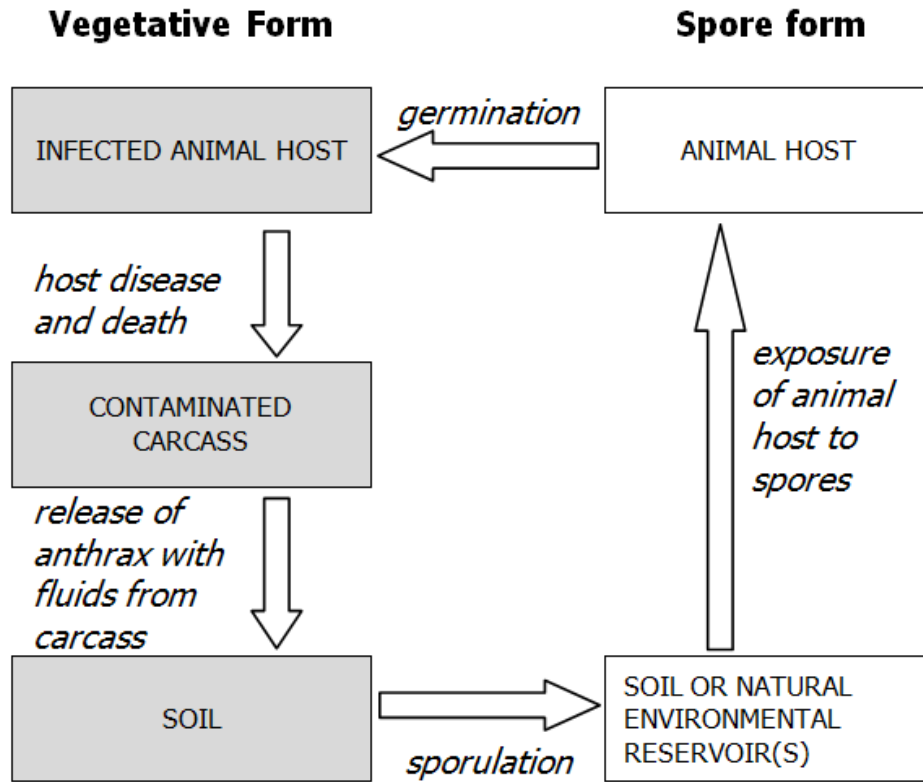 Vegetative Form
Spore form
germination
INFECTED ANIMAL HOST
ANIMAL HOST
host disease
and death
exposure
of animal
host to
spores
CONTAMINATED
CARCASS
release of
anthrax with
fluids from
carcass
SOIL
sporulation
SOIL OR NATURAL
ENVIRONMENTAL
RESERVOIR(S)